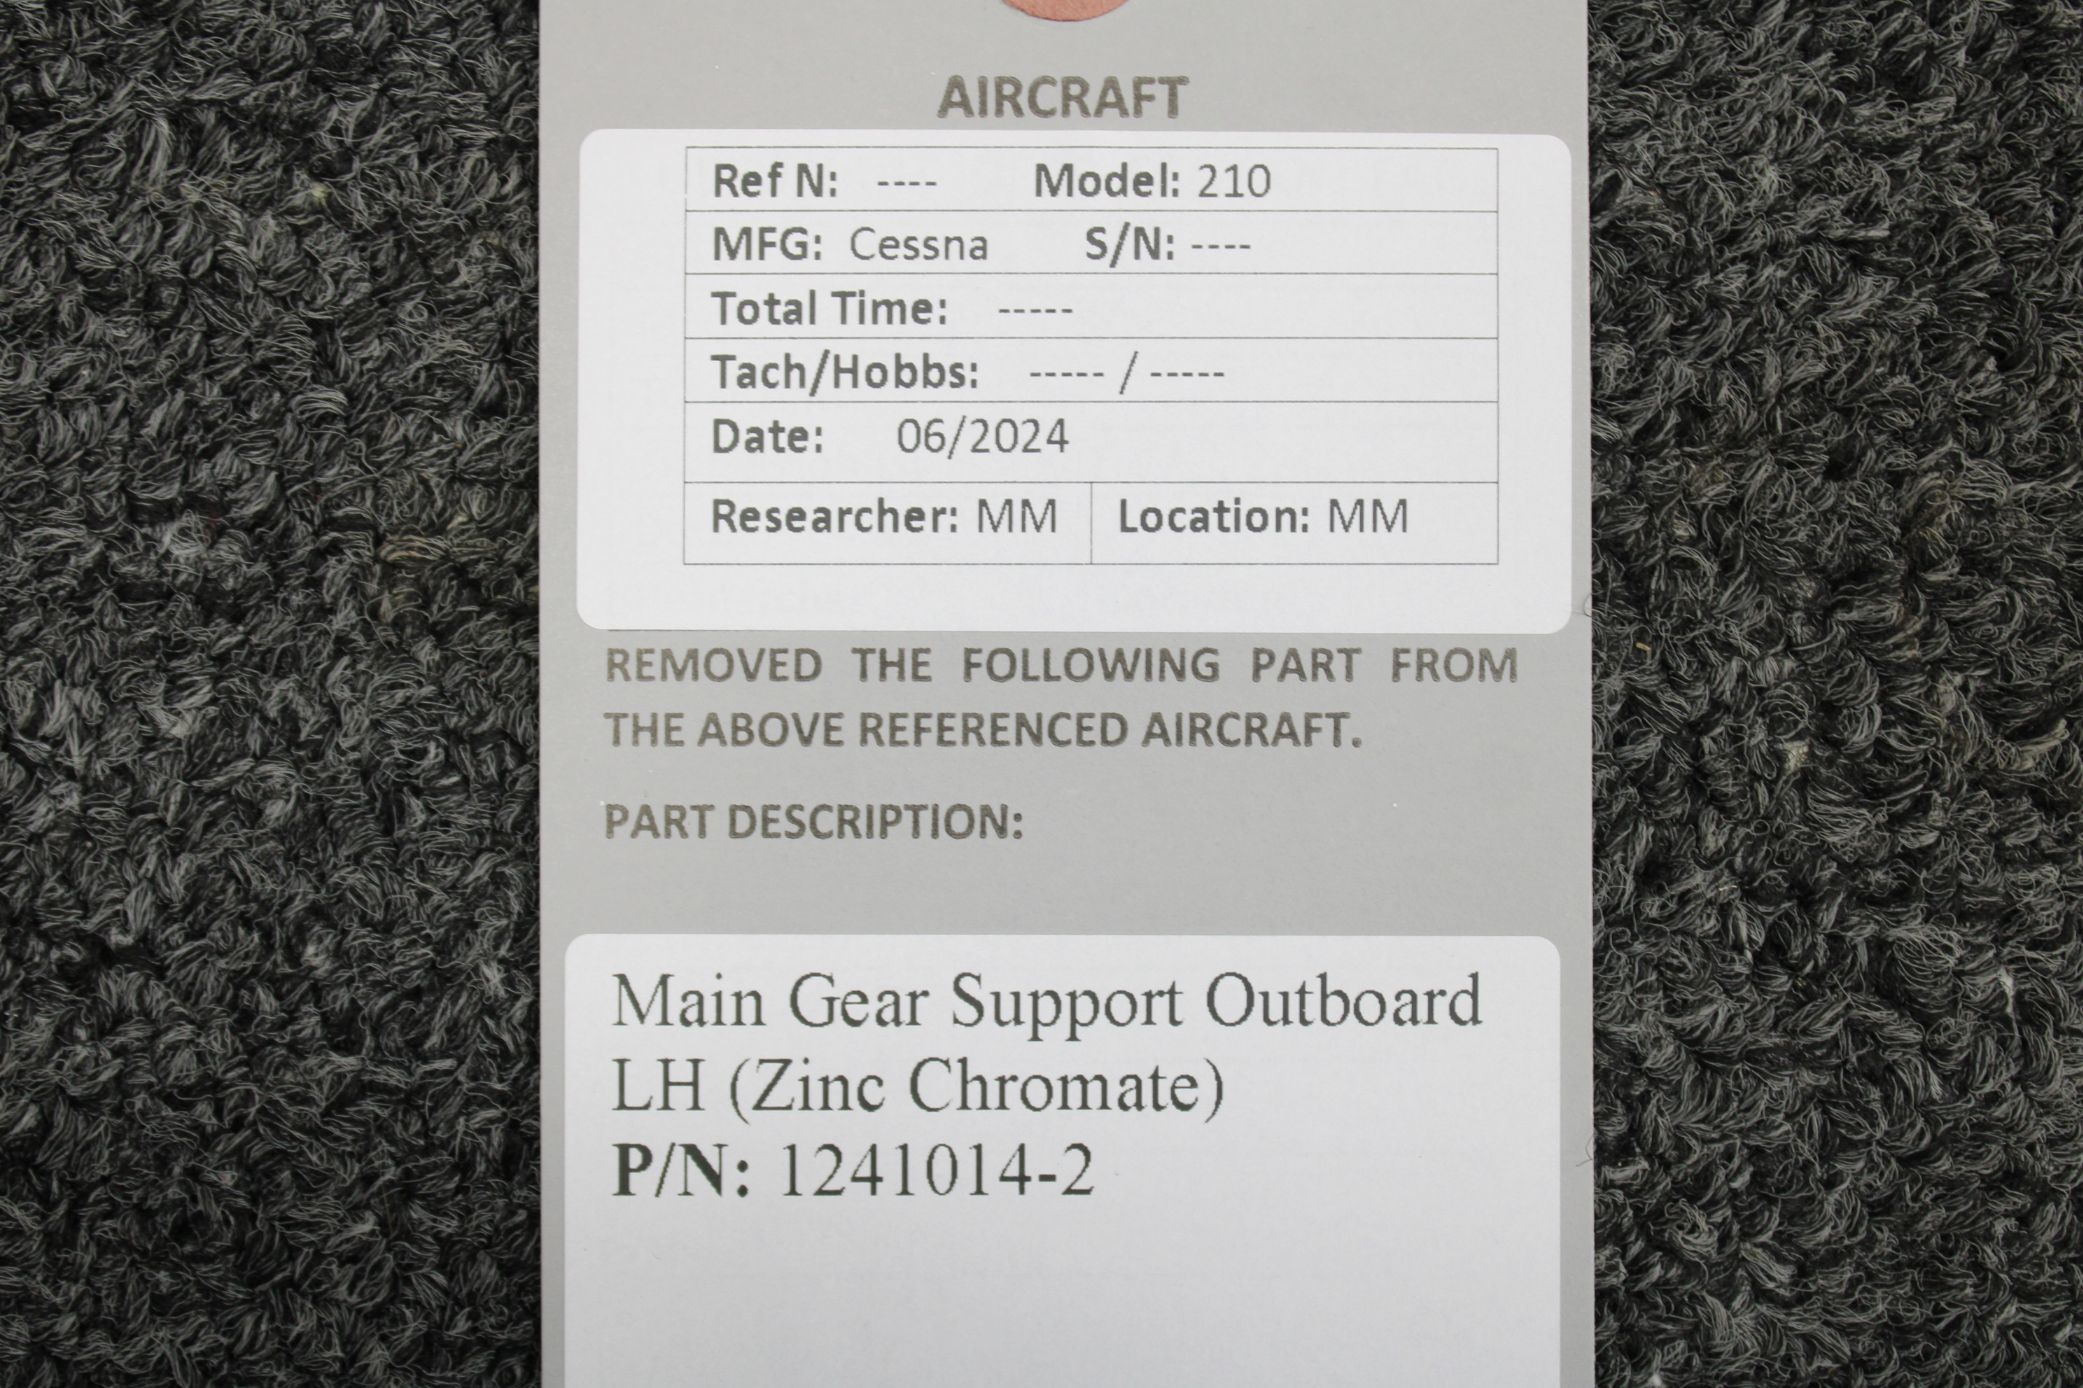 AIRCRAFT
Ref N: ---- Model: 210
MFG: Cessna S/N: ----
Total Time: -----
Tach/Hobbs: ----- / -----
Date: 06/2024
Researcher: MM Location: MM
REMOVED THE FOLLOWING PART FROM
THE ABOVE REFERENCED AIRCRAFT.
PART DESCRIPTION:
Main Gear Support Outboard
LH (Zinc Chromate)
P/N: 1241014-2